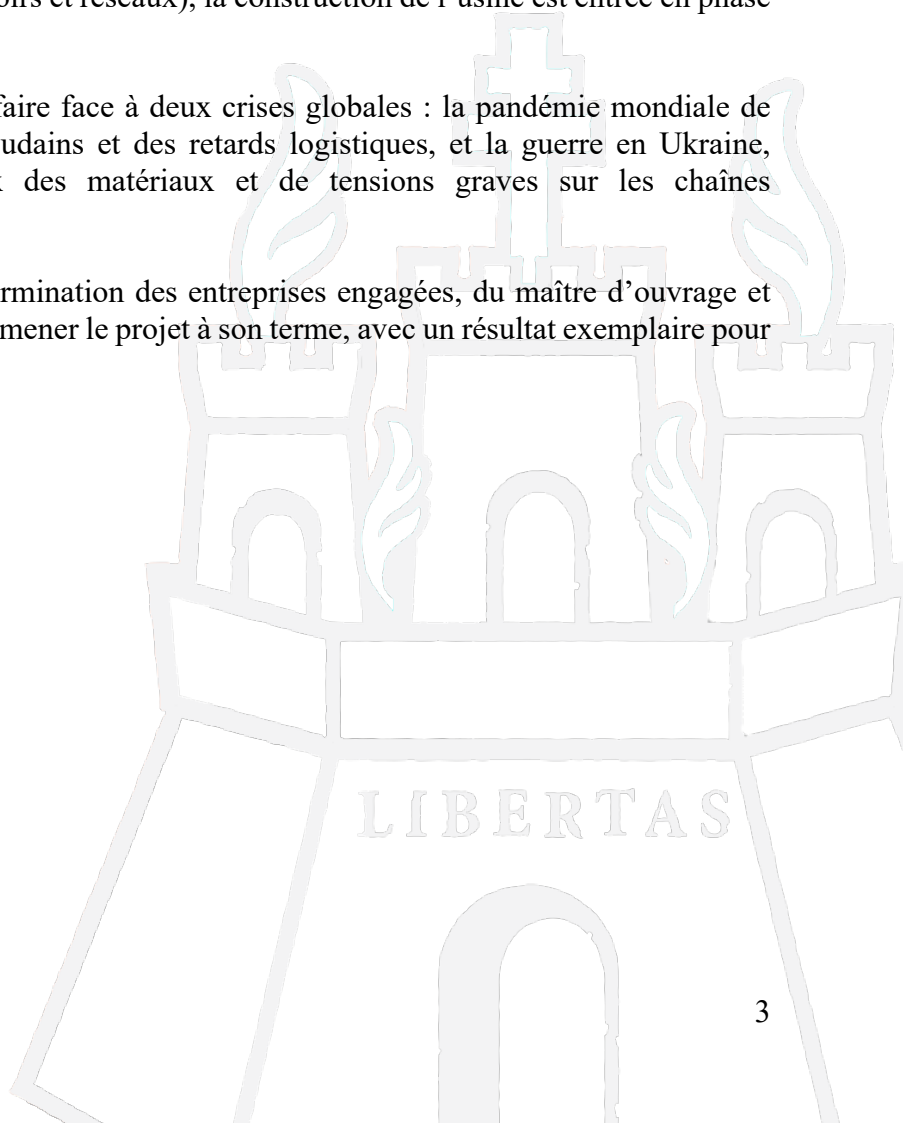 oirs et réseaux), la construction de l'usine est entrée en phase
faire face à deux crises globales : la pandémie mondiale de
udains et des retards logistiques, et la guerre en Ukraine,
des matériaux et de tensions graves sur les chaînes
rmination des entreprises engagées, du maître d'ouvrage et
mener le projet à son terme, avec un résultat exemplaire pour
LIBERTAS
3